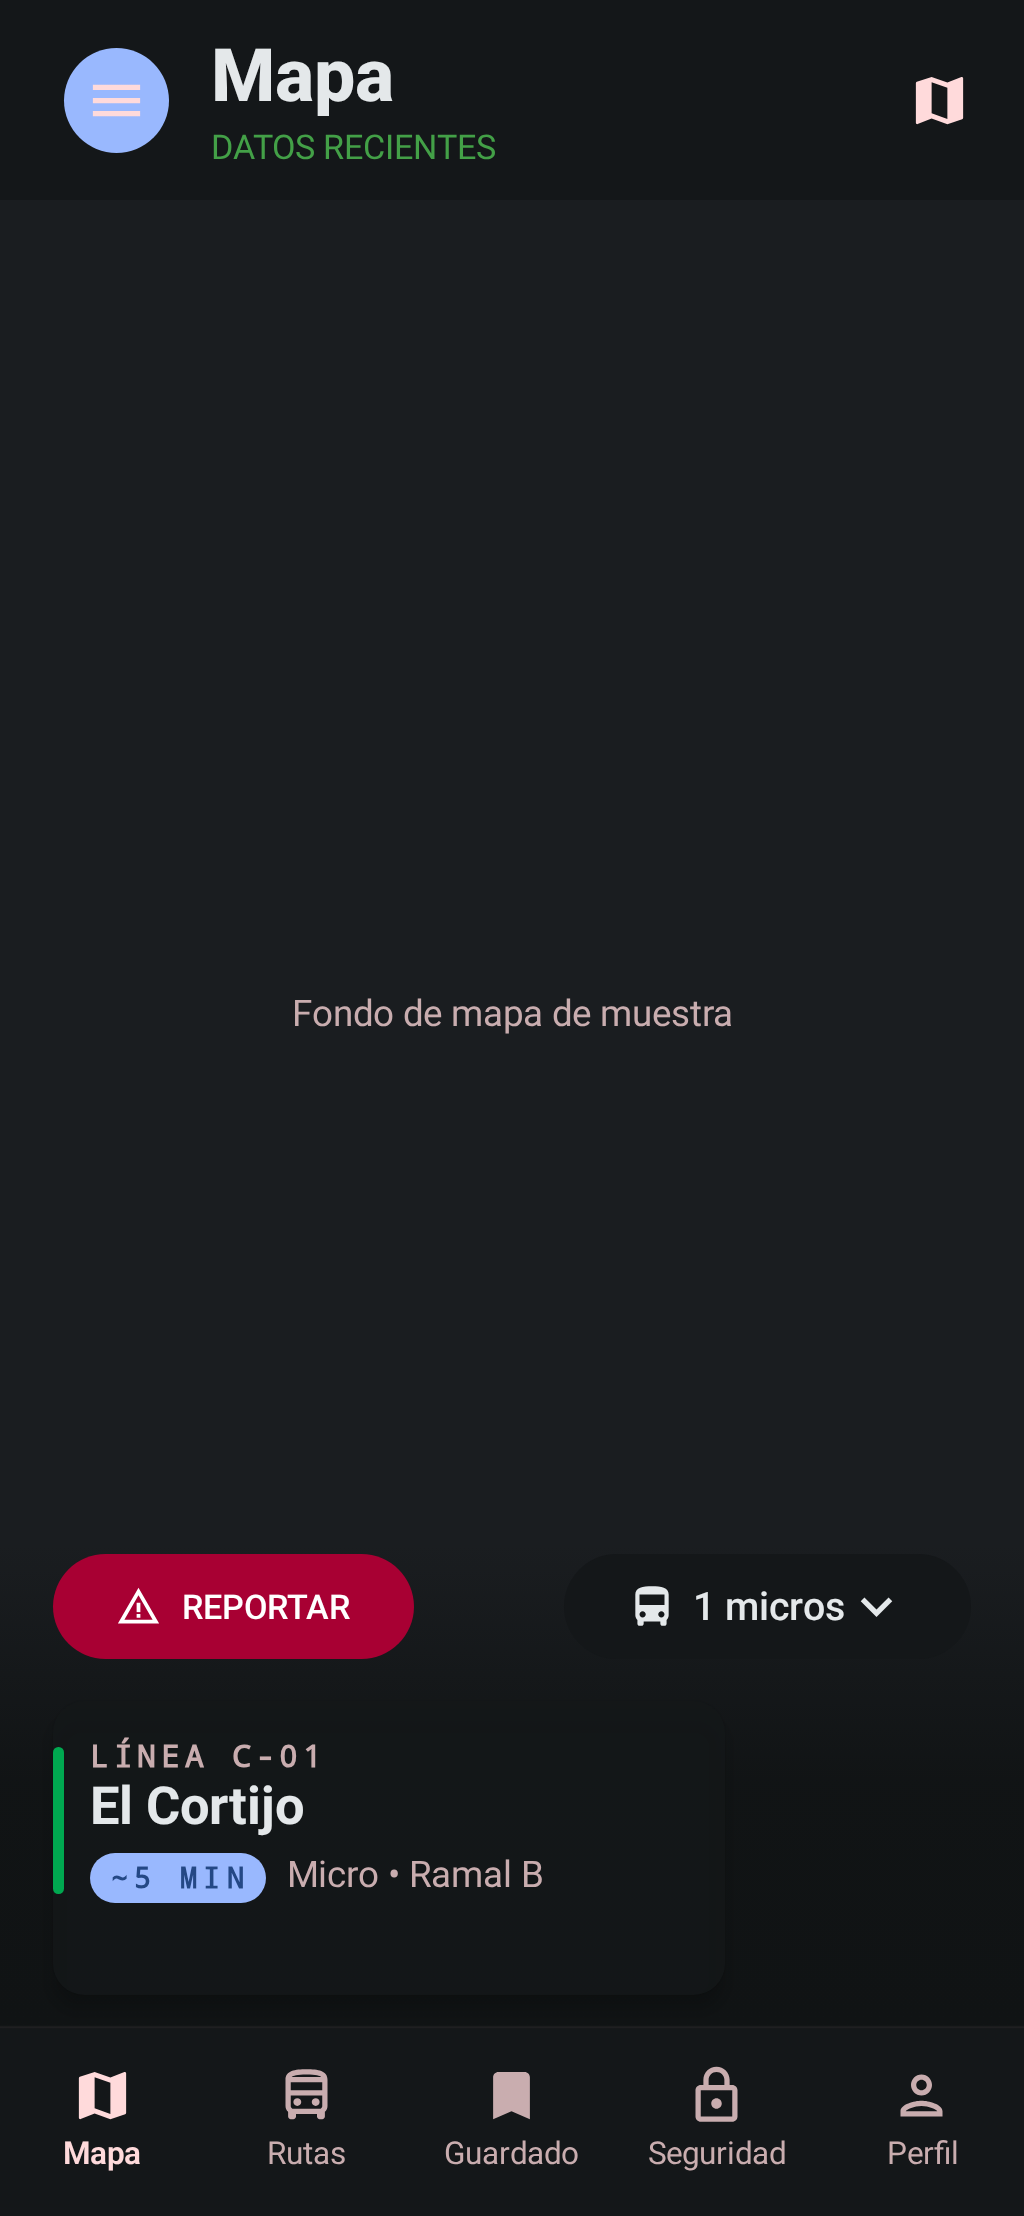 Mapa
DATOS RECIENTES
Fondo de mapa de muestra
REPORTAR
1 micros
LÍNEA C-01
El Cortijo
~5 MIN
Micro • Ramal B
Mapa
Rutas
Guardado
Seguridad
Perfil